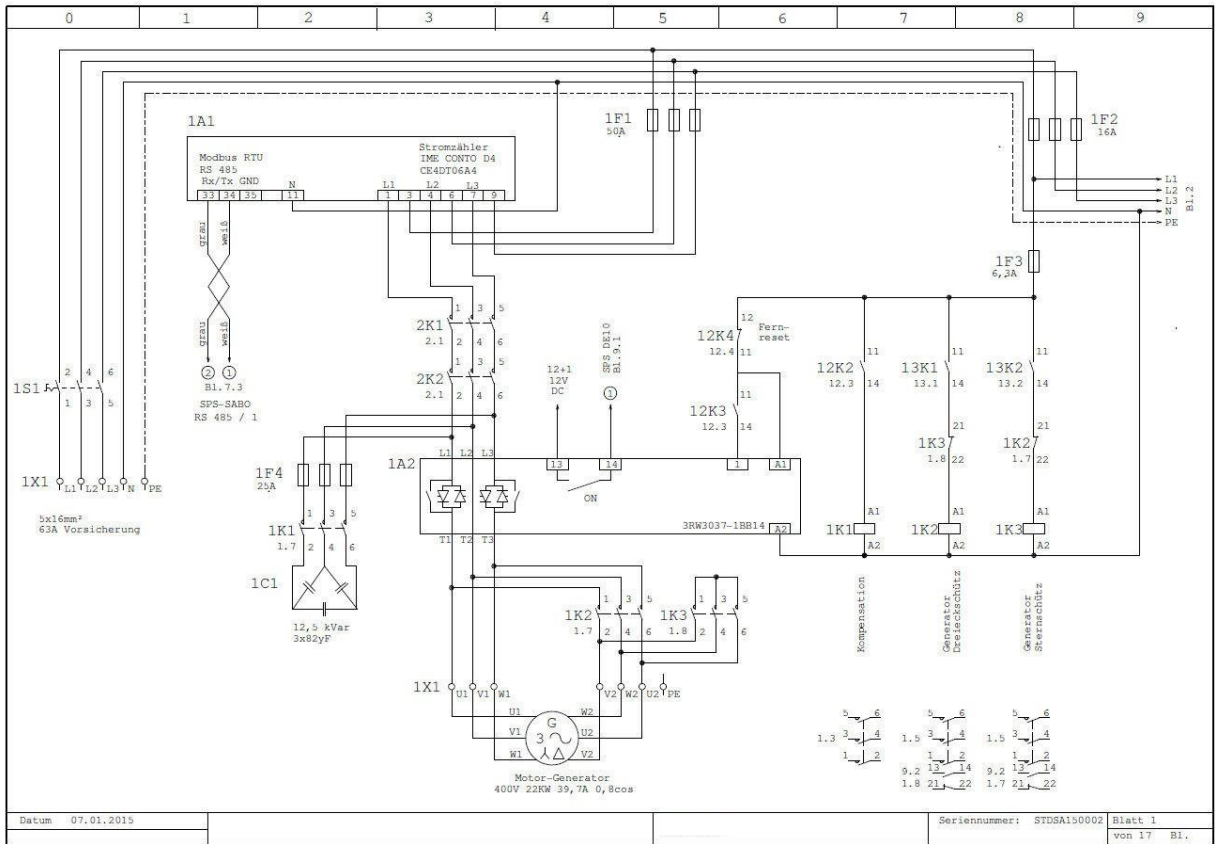 0 1 2 3 4 5 6 7 8 9
1A1
Modbus RTU
RS 485
Rx/Tx GND
33 34 35
N
11
Stromzähler
IME CONTO D4
CE4DT06A4
L1 L2 L3
1 3 4 6 7 9
1F1
50A
1F2
16A
L1
L2
L3
N
PE
Bl.2
1F3
6,3A
grau
weiß
grau
weiß
2 1
Bl.7.3
SPS-SABO
RS 485 / 1
1S1
2 4 6
1 3 5
1X1
L1 L2 L3 N PE
5x16mm²
63A Vorsicherung
2K1
2.1
1 3 5
2 4 6
2K2
2.1
1 3 5
2 4 6
12+1
12V
DC
SPS DE10
Bl.9.1
1
12K4
12.4
12
11
Fern-
reset
12K3
12.3
11
14
12K2
12.3
11
14
13K1
13.1
11
14
13K2
13.2
11
14
1K3
1.8
21
22
1K2
1.7
21
22
1F4
25A
1K1
1.7
1 3 5
2 4 6
1C1
12,5 kVar
3x82yF
1A2
L1 L2 L3
13 14
ON
1 A1
3RW3037-1BB14
A2
T1 T2 T3
1K1
A1
A2
1K2
A1
A2
1K3
A1
A2
Kompensation
Generator
Dreieckschütz
Generator
Sternschütz
1K2
1.7
1 3 5
2 4 6
1K3
1.8
1 3 5
2 4 6
1X1
U1 V1 W1
V2 W2 U2 PE
U1
V1
W1
G
3
W2
U2
V2
Motor-Generator
400V 22KW 39,7A 0,8cos
5 6
1.3 3 4
1 2
5 6
1.5 3 4
1 2
9.2 13 14
1.8 21 22
5 6
1.5 3 4
1 2
9.2 13 14
1.7 21 22
Datum 07.01.2015
Seriennummer: STDSA150002
Blatt 1
von 17 Bl.